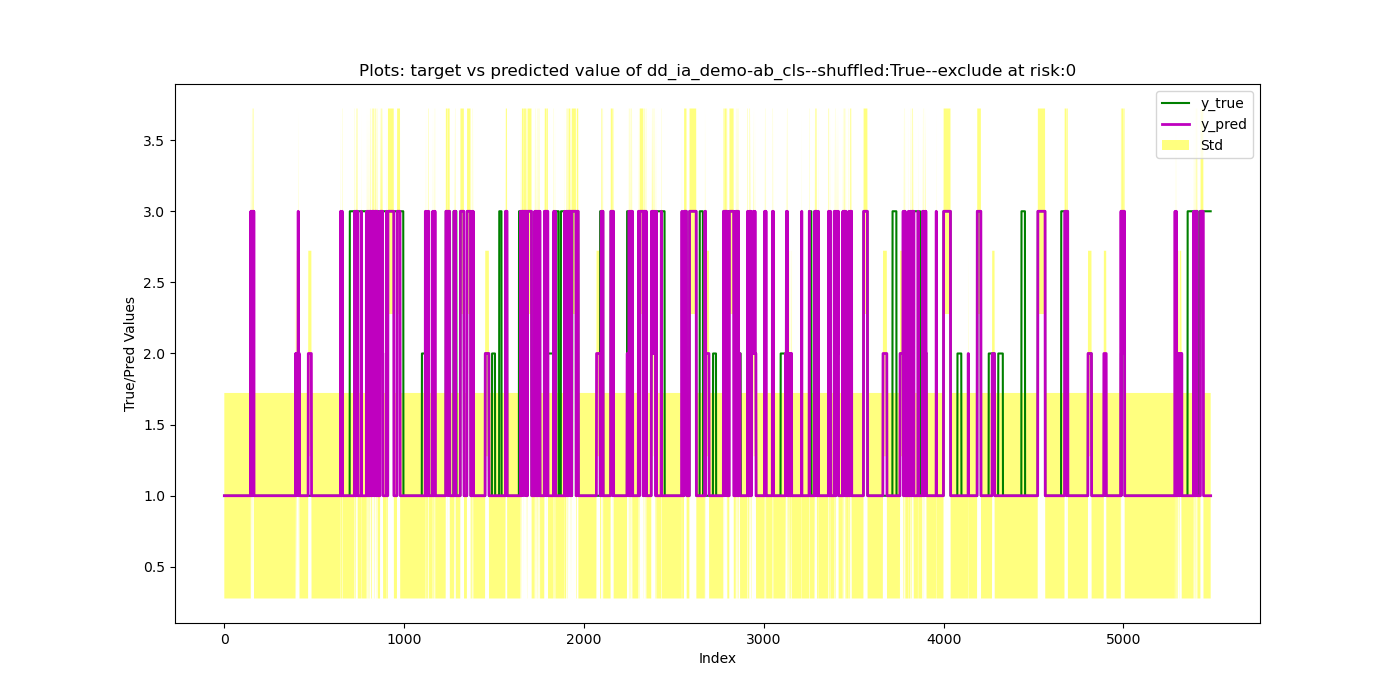 Plots: target vs predicted value of dd_ia_demo-ab_cls--shuffled:True--exclude at risk:0
y_true
y_pred
Std
3.5
3.0
2.5
2.0
1.5
1.0
0.5
True/Pred Values
0
1000
2000
3000
4000
5000
Index